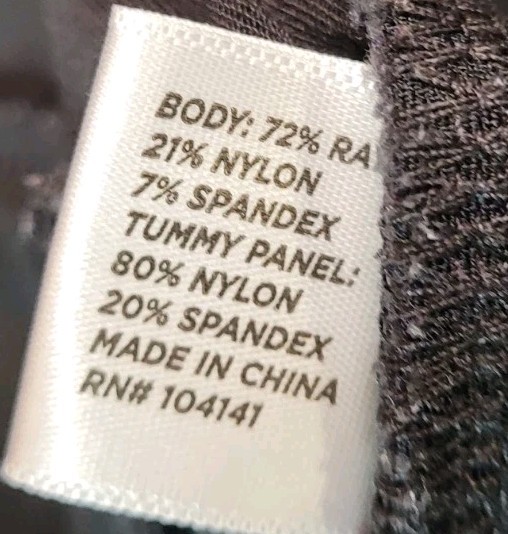 BODY: 72% RA
21% NYLON
7% SPANDEX
TUMMY PANEL:
80% NYLON
20% SPANDEX
MADE IN CHINA
RN# 104141